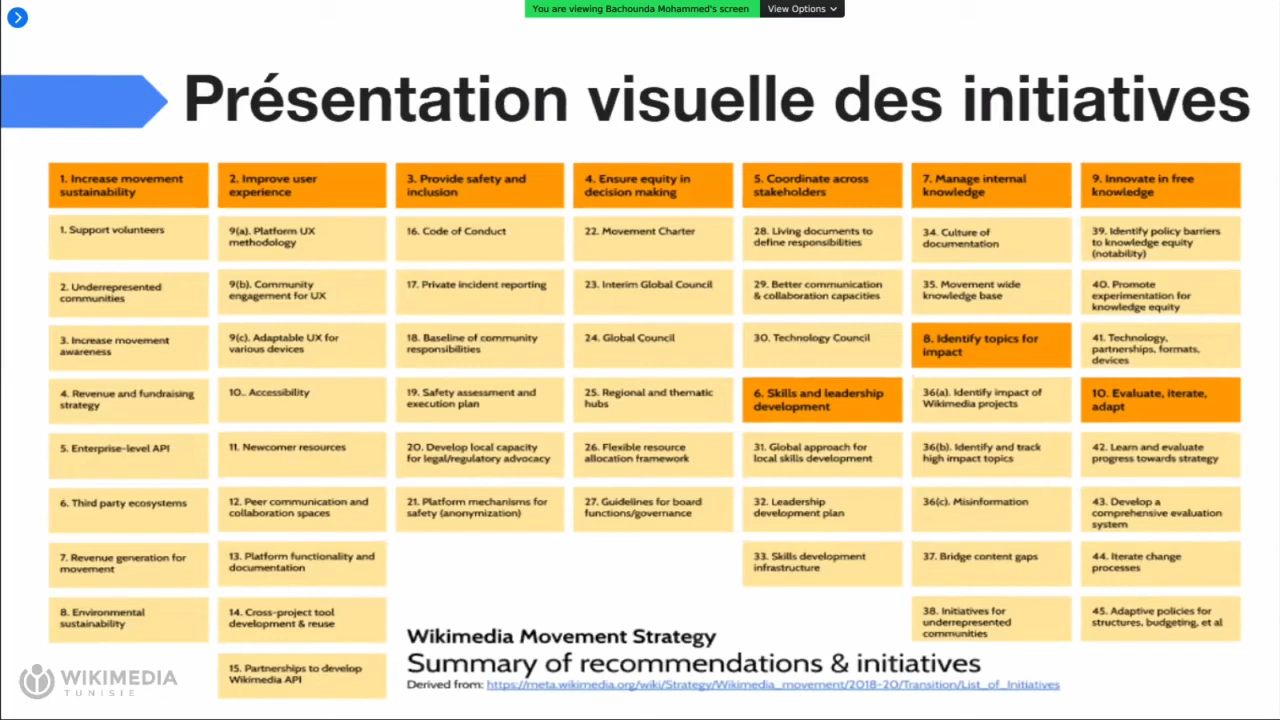 You are viewing Bachounda Mohammed's screen
View Options
Présentation visuelle des initiatives
1. Increase movement
sustainability
1. Support volunteers
2. Underrepresented
communities
3. Increase movement
awareness
4. Revenue and fundraising
strategy
5. Enterprise-level API
6. Third party ecosystems
7. Revenue generation for
movement
8. Environmental
sustainability
2. Improve user
experience
9(a). Platform UX
methodology
9(b). Community
engagement for UX
9(c). Adaptable UX for
various devices
10.. Accessibility
11. Newcomer resources
12. Peer communication and
collaboration spaces
13. Platform functionality and
documentation
14. Cross-project tool
development & reuse
15. Partnerships to develop
Wikimedia API
3. Provide safety and
inclusion
16. Code of Conduct
17. Private incident reporting
18. Baseline of community
responsibilities
19. Safety assessment and
execution plan
20. Develop local capacity
for legal/regulatory advocacy
21. Platform mechanisms for
safety (anonymization)
4. Ensure equity in
decision making
22. Movement Charter
23. Interim Global Council
24. Global Council
25. Regional and thematic
hubs
26. Flexible resource
allocation framework
27. Guidelines for board
functions/governance
5. Coordinate across
stakeholders
28. Living documents to
define responsibilities
29. Better communication
& collaboration capacities
30. Technology Council
6. Skills and leadership
development
31. Global approach for
local skills development
32. Leadership
development plan
33. Skills development
infrastructure
7. Manage internal
knowledge
34. Culture of
documentation
35. Movement wide
knowledge base
8. Identify topics for
impact
36(a). Identify impact of
Wikimedia projects
36(b). Identify and track
high impact topics
36(c). Misinformation
37. Bridge content gaps
38. Initiatives for
underrepresented
communities
9. Innovate in free
knowledge
39. Identify policy barriers
to knowledge equity
(notability)
40. Promote
experimentation for
knowledge equity
41. Technology,
partnerships, formats,
devices
10. Evaluate, iterate,
adapt
42. Learn and evaluate
progress towards strategy
43. Develop a
comprehensive evaluation
system
44. Iterate change
processes
45. Adaptive policies for
structures, budgeting, et al
Wikimedia Movement Strategy
Summary of recommendations & initiatives
Derived from: https://meta.wikimedia.org/wiki/Strategy/Wikimedia_movement/2018-20/Transition/List_of_Initiatives
WIKIMEDIA
TUNISIE